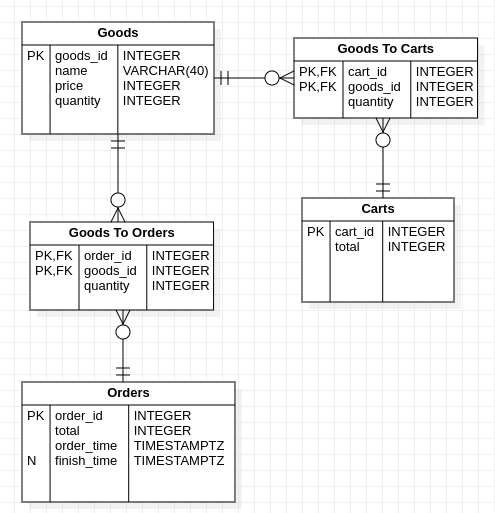 Goods
PK goods_id INTEGER
name VARCHAR(40)
price INTEGER
quantity INTEGER
Goods To Carts
PK,FK cart_id INTEGER
PK,FK goods_id INTEGER
quantity INTEGER
Carts
PK cart_id INTEGER
total INTEGER
Goods To Orders
PK,FK order_id INTEGER
PK,FK goods_id INTEGER
quantity INTEGER
Orders
PK order_id INTEGER
total INTEGER
order_time TIMESTAMPTZ
N finish_time TIMESTAMPTZ